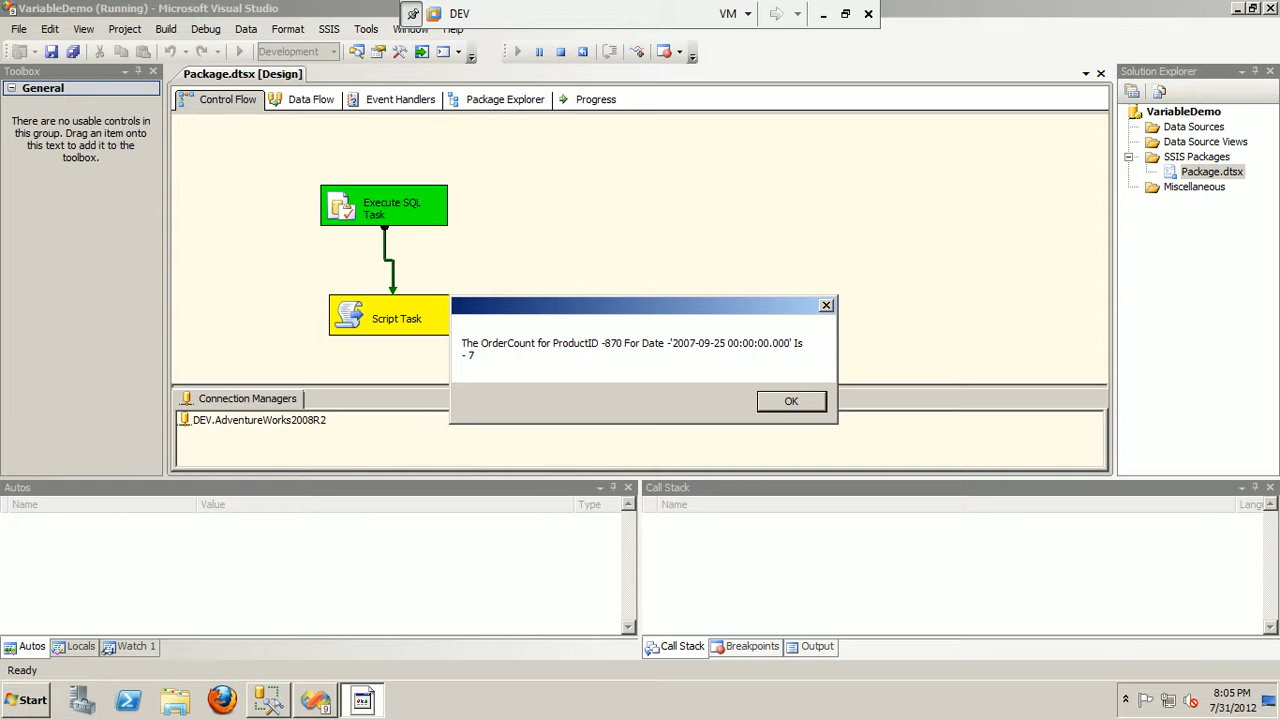 VariableDemo (Running) - Microsoft Visual Studio
DEV
VM
File Edit View Project Build Debug Data Format SSIS Tools Window Help
Development
Toolbox
Package.dtsx [Design]
Solution Explorer
General
Control Flow Data Flow Event Handlers Package Explorer Progress
There are no usable controls in
this group. Drag an item onto
this text to add it to the
toolbox.
VariableDemo
Data Sources
Data Source Views
SSIS Packages
Package.dtsx
Miscellaneous
Execute SQL
Task
Script Task
The OrderCount for ProductID -870 For Date -'2007-09-25 00:00:00.000' Is
- 7
OK
Connection Managers
DEV.AdventureWorks2008R2
Autos
Name Value Type
Call Stack
Name Lang
Autos Locals Watch 1
Call Stack Breakpoints Output
Ready
Start
8:05 PM
7/31/2012